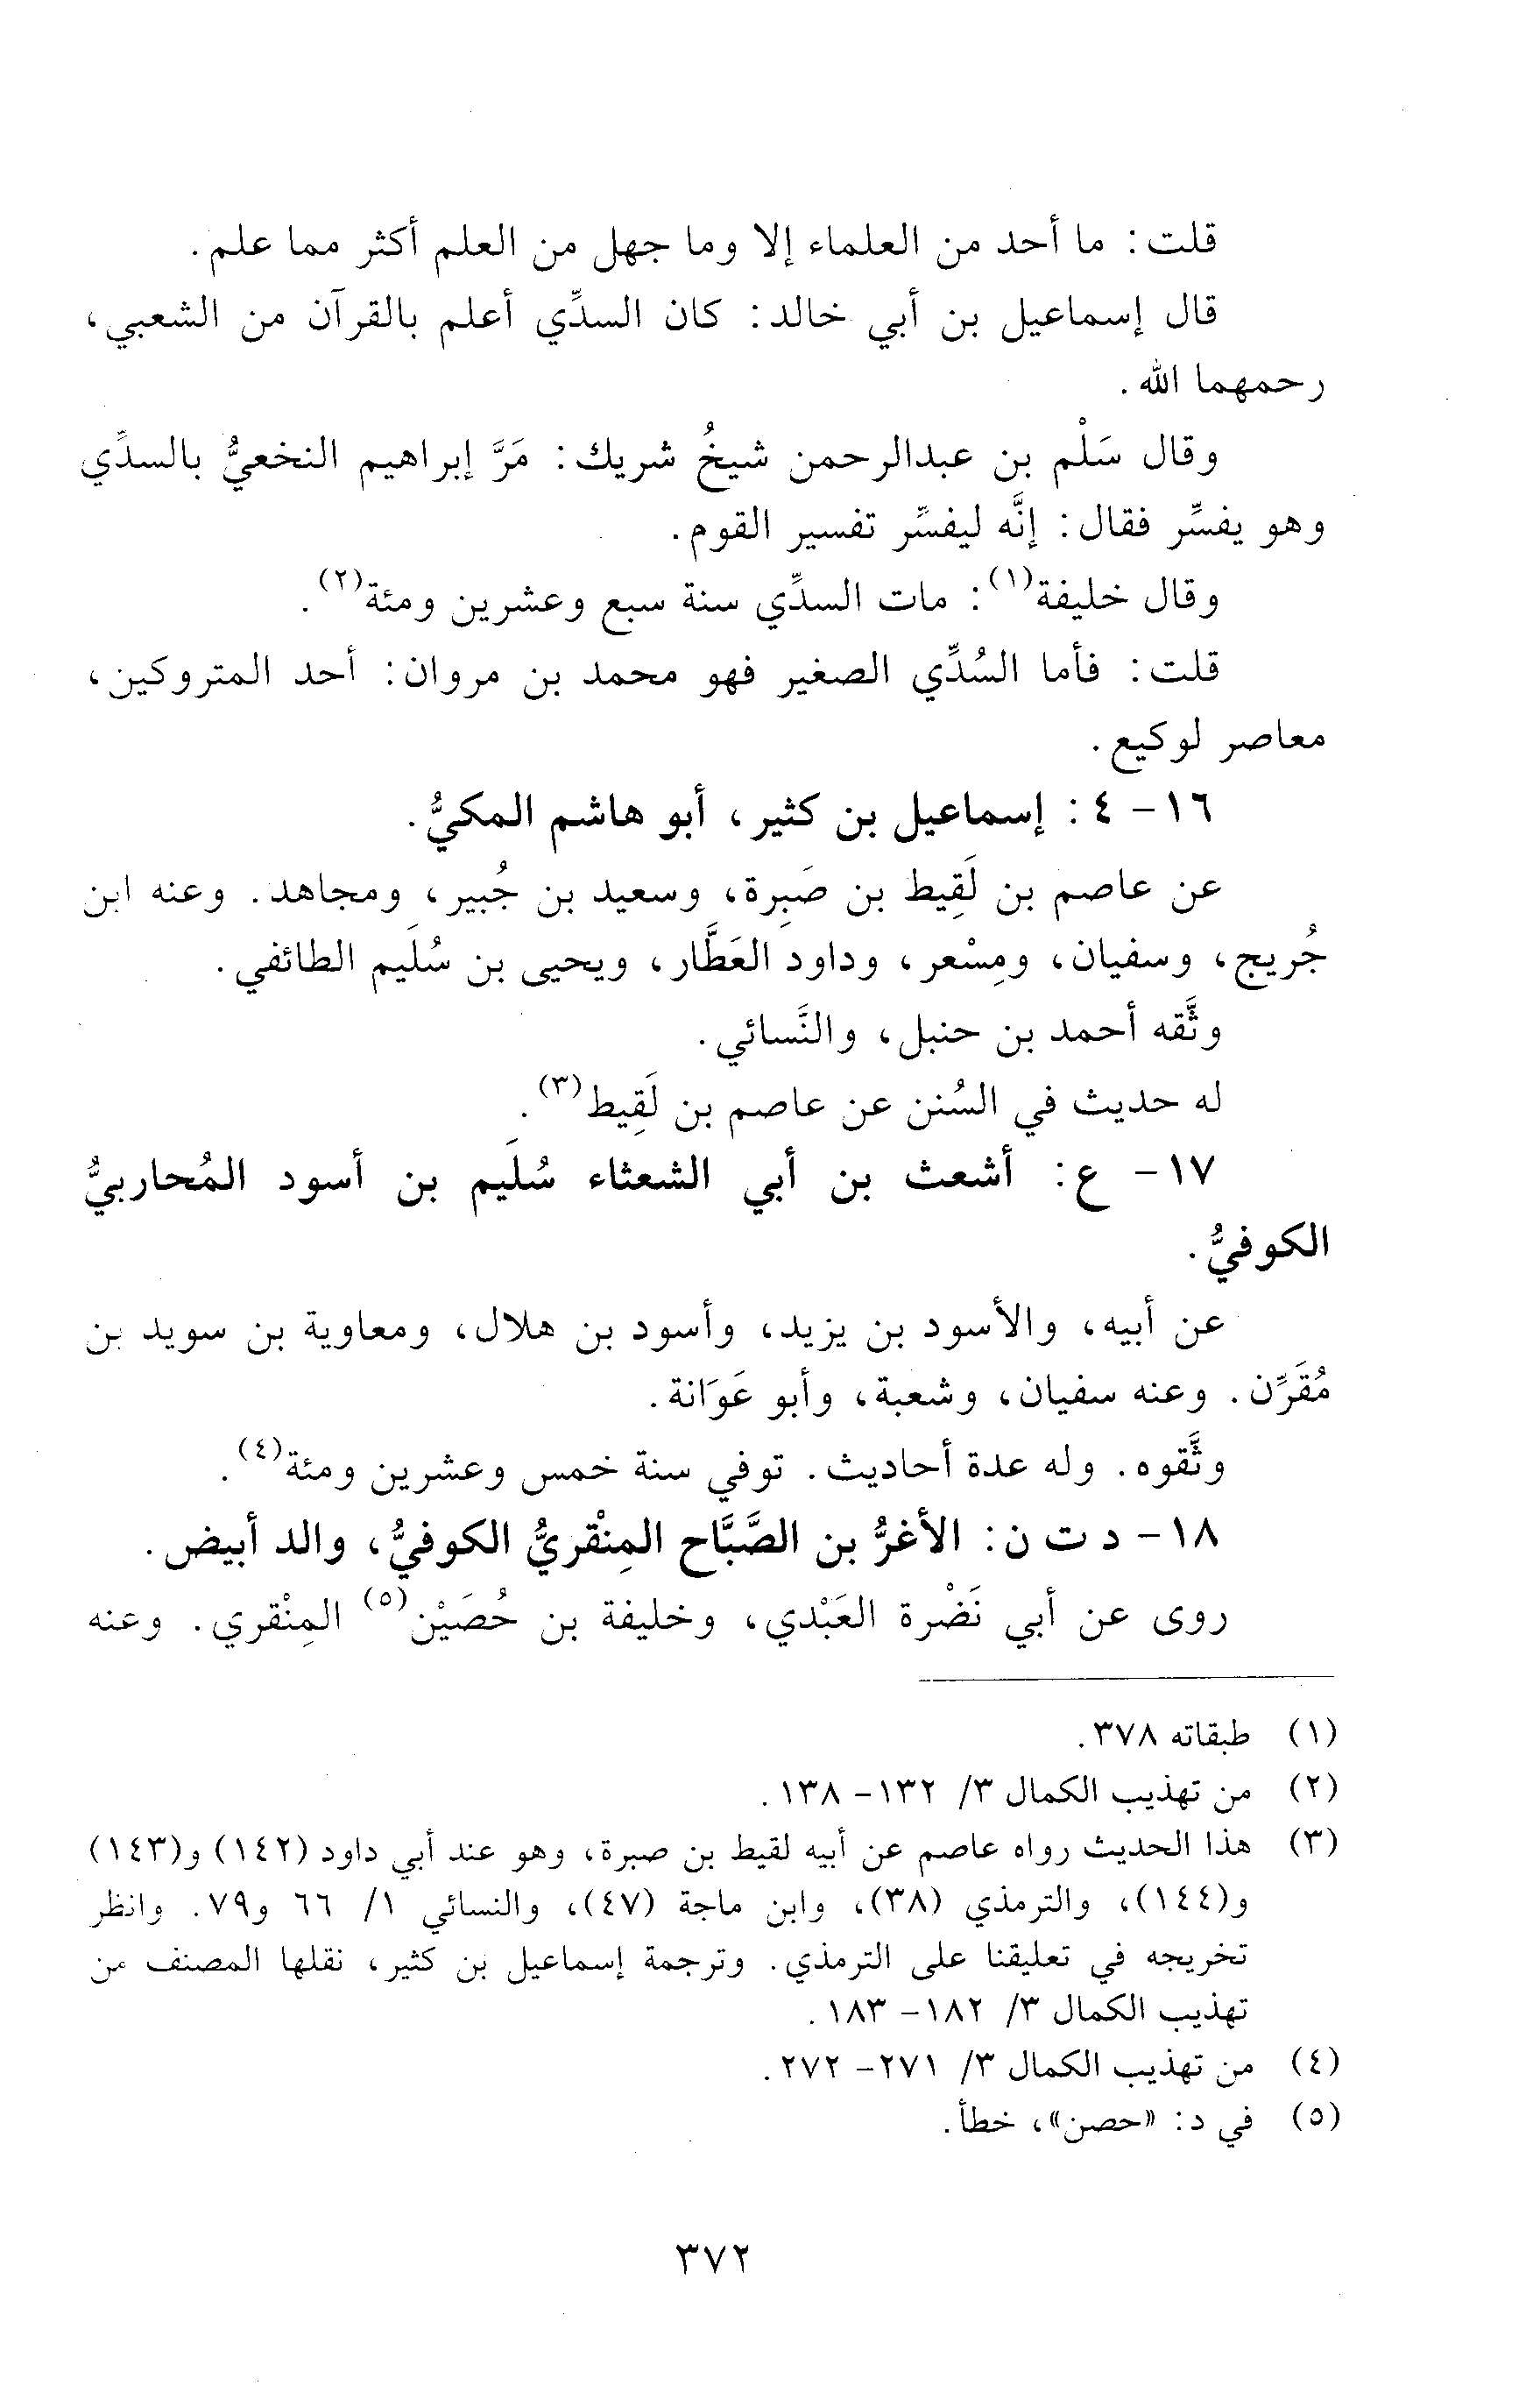 قلت: ما أحد من العلماء إلا وما جهل من العلم أكثر مما علم.
قال إسماعيل بن أبي خالد: كان السدِّي أعلم بالقرآن من الشعبي،
رحمهما الله.
وقال سَلْم بن عبدالرحمن شيخُ شريك: مَرَّ إبراهيم النخعيُّ بالسدِّي
وهو يفسِّر فقال: إنَّه ليفسِّر تفسير القوم.
وقال خليفة(١): مات السدِّي سنة سبع وعشرين ومئة(٢).
قلت: فأما السُدِّي الصغير فهو محمد بن مروان: أحد المتروكين،
معاصر لوكيع.
١٦- ٤: إسماعيل بن كثير، أبو هاشم المكيُّ.
عن عاصم بن لَقِيط بن صَبِرة، وسعيد بن جُبير، ومجاهد. وعنه ابن
جُريج، وسفيان، ومِسْعر، وداود العَطَّار، ويحيى بن سُلَيم الطائفي.
وثَّقه أحمد بن حنبل، والنَّسائي.
له حديث في السُنن عن عاصم بن لَقِيط(٣).
١٧- ع: أشعث بن أبي الشعثاء سُلَيم بن أسود المُحاربيُّ
الكوفيُّ.
عن أبيه، والأسود بن يزيد، وأسود بن هلال، ومعاوية بن سويد بن
مُقَرِّن. وعنه سفيان، وشعبة، وأبو عَوَانة.
وثَّقوه. وله عدة أحاديث. توفي سنة خمس وعشرين ومئة(٤).
١٨- د ت ن: الأغرُّ بن الصَّبَّاح المِنْقريُّ الكوفيُّ، والد أبيض.
روى عن أبي نَضْرة العَبْدي، وخليفة بن حُصَيْن(٥) المِنْقري. وعنه
(١) طبقاته ٣٧٨.
(٢) من تهذيب الكمال ٣/ ١٣٢- ١٣٨.
(٣) هذا الحديث رواه عاصم عن أبيه لقيط بن صبرة، وهو عند أبي داود (١٤٢) و(١٤٣)
و(١٤٤)، والترمذي (٣٨)، وابن ماجة (٤٧)، والنسائي ١/ ٦٦ و٧٩. وانظر
تخريجه في تعليقنا على الترمذي. وترجمة إسماعيل بن كثير، نقلها المصنف من
تهذيب الكمال ٣/ ١٨٢- ١٨٣.
(٤) من تهذيب الكمال ٣/ ٢٧١- ٢٧٢.
(٥) في د: «حصن»، خطأ.
٣٧٢